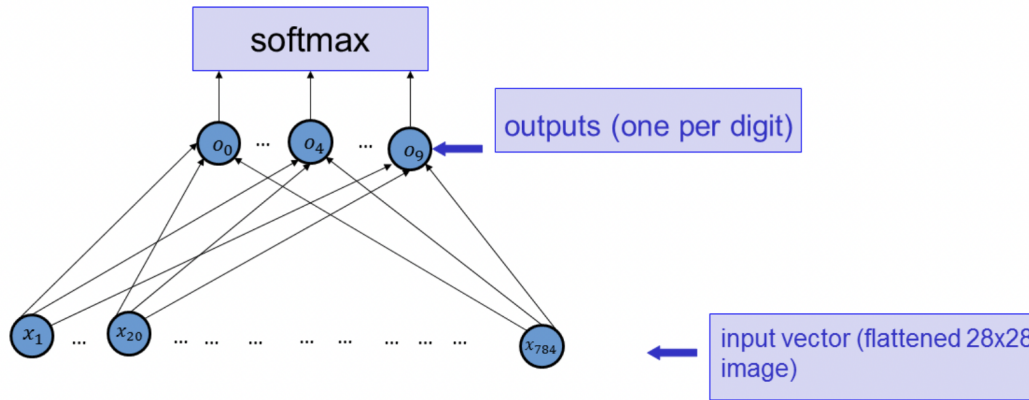 softmax
outputs (one per digit)
o₀ ... o₄ ... o₉
x₁ ... x₂₀ ... ... ... ... ... ... ... ... x₇₈₄
input vector (flattened 28x28
image)